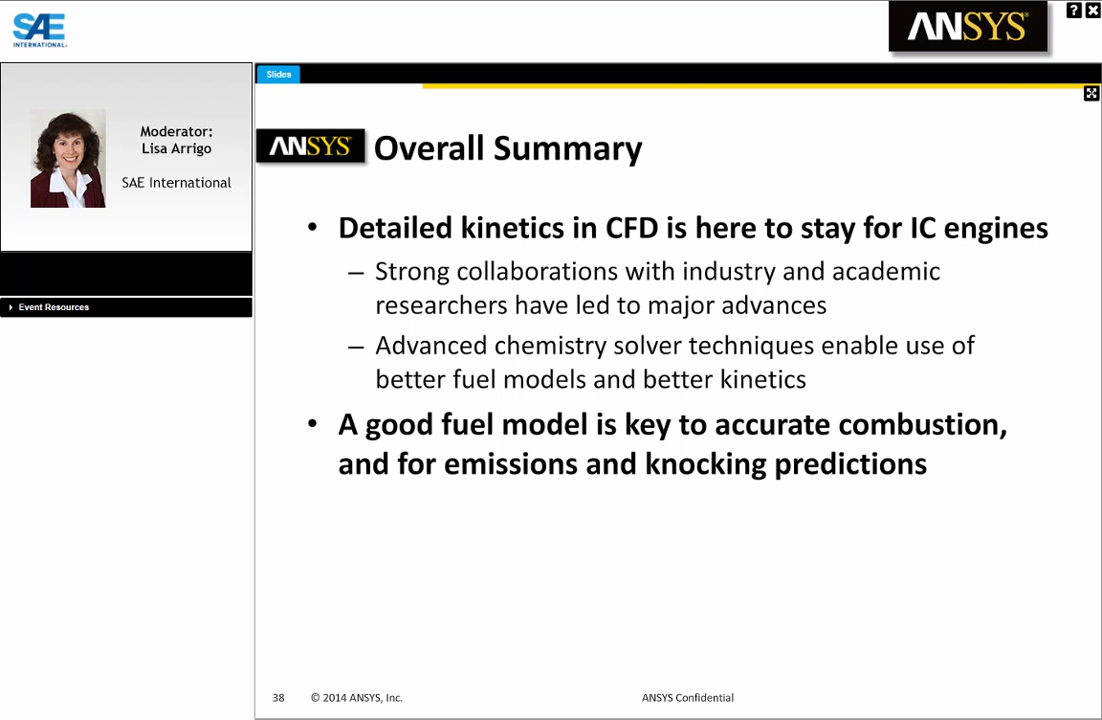 SAE
INTERNATIONAL®
ANSYS®
?
Slides
Moderator:
Lisa Arrigo
SAE International
Event Resources
ANSYS®
Overall Summary
• Detailed kinetics in CFD is here to stay for IC engines
– Strong collaborations with industry and academic
researchers have led to major advances
– Advanced chemistry solver techniques enable use of
better fuel models and better kinetics
• A good fuel model is key to accurate combustion,
and for emissions and knocking predictions
38 © 2014 ANSYS, Inc. ANSYS Confidential